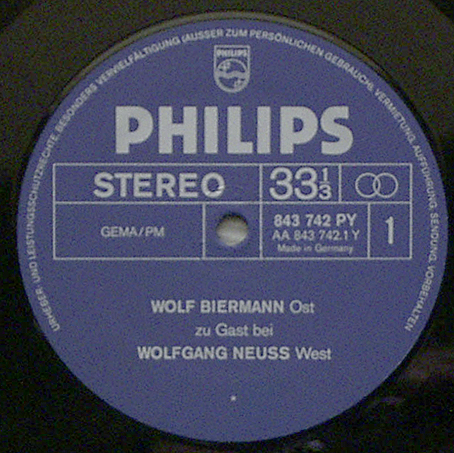 URHEBER- UND LEISTUNGSSCHUTZRECHTE, BESONDERS VERVIELFÄLTIGUNG (AUSSER ZUM PERSÖNLICHEN GEBRAUCH), VERMIETUNG, AUFFÜHRUNG, SENDUNG, VORBEHALTEN
PHILIPS
PHILIPS
STEREO 33⅓
GEMA/PM 843 742 PY 1
AA 843 742.1 Y
Made in Germany
WOLF BIERMANN Ost
zu Gast bei
WOLFGANG NEUSS West